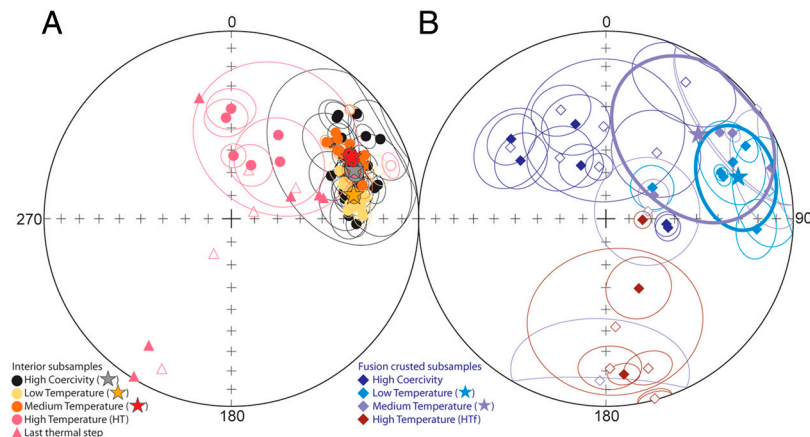 A
B
0
0
270
90
180
180
Interior subsamples
High Coercivity (★)
Low Temperature (★)
Medium Temperature (★)
High Temperature (HT)
Last thermal step
Fusion crusted subsamples
High Coercivity
Low Temperature (★)
Medium Temperature (★)
High Temperature (HTf)